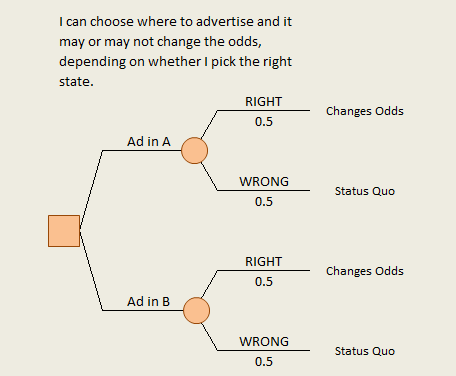 I can choose where to advertise and it
may or may not change the odds,
depending on whether I pick the right
state.
RIGHT
Changes Odds
0.5
Ad in A
WRONG
Status Quo
0.5
RIGHT
Changes Odds
0.5
Ad in B
WRONG
Status Quo
0.5